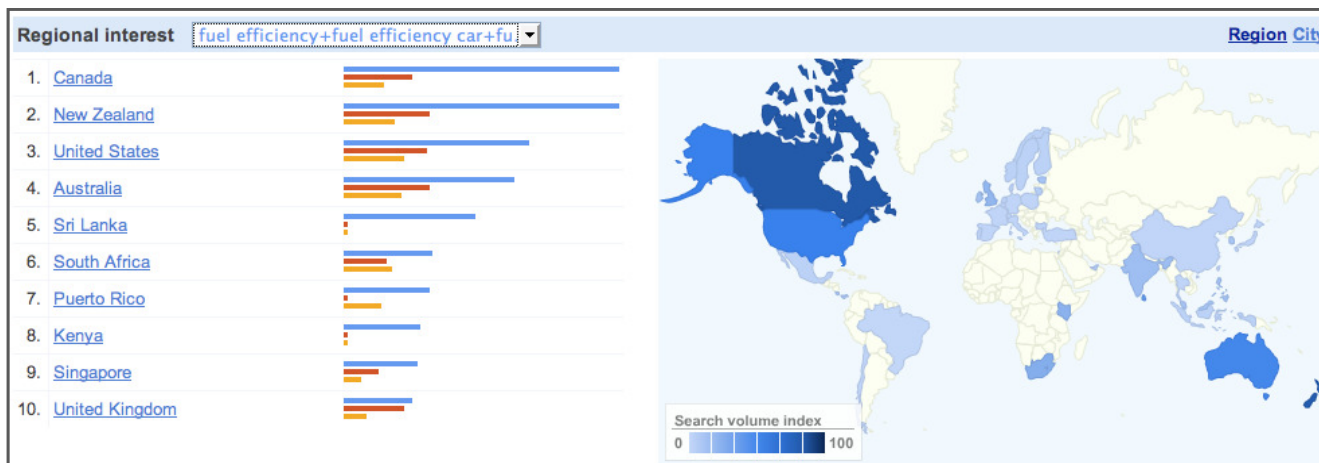 Regional interest fuel efficiency+fuel efficiency car+fu Region City
1. Canada
2. New Zealand
3. United States
4. Australia
5. Sri Lanka
6. South Africa
7. Puerto Rico
8. Kenya
9. Singapore
10. United Kingdom
Search volume index
0 100